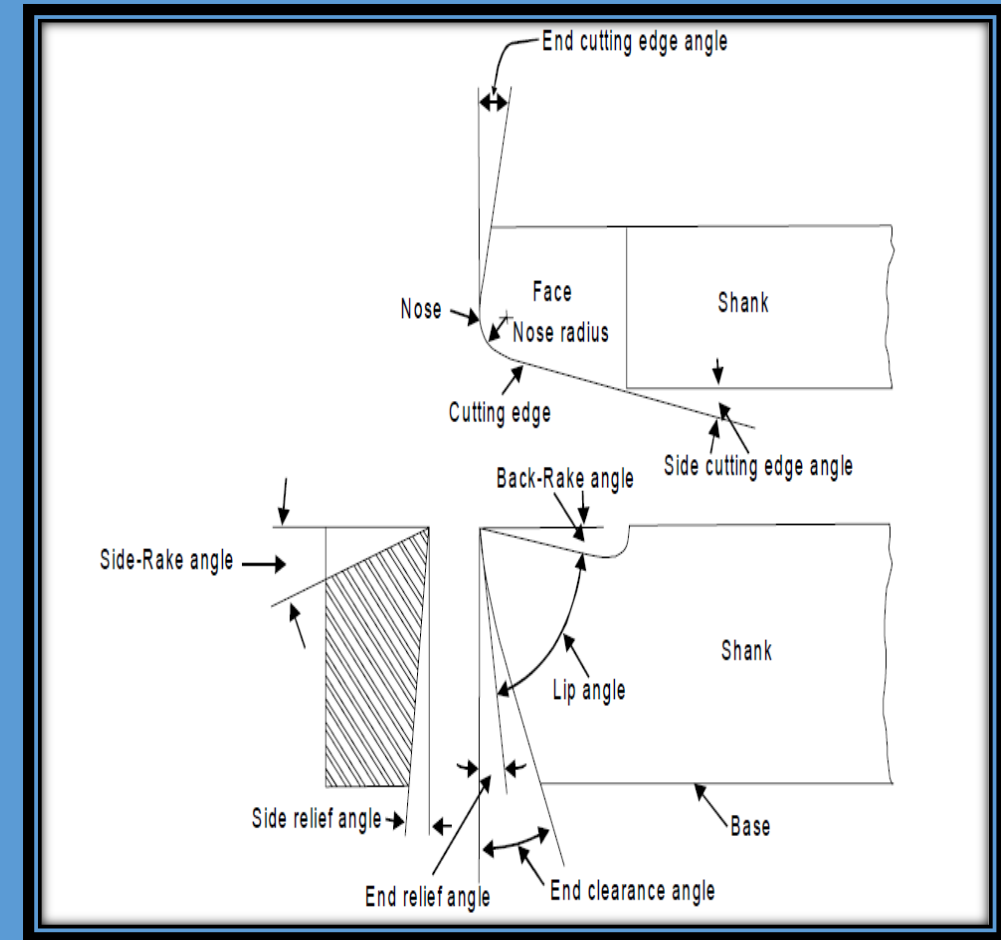 End cutting edge angle
Face
Shank
Nose
Nose radius
Cutting edge
Side cutting edge angle
Back-Rake angle
Side-Rake angle
Shank
Lip angle
Side relief angle
Base
End relief angle
End clearance angle